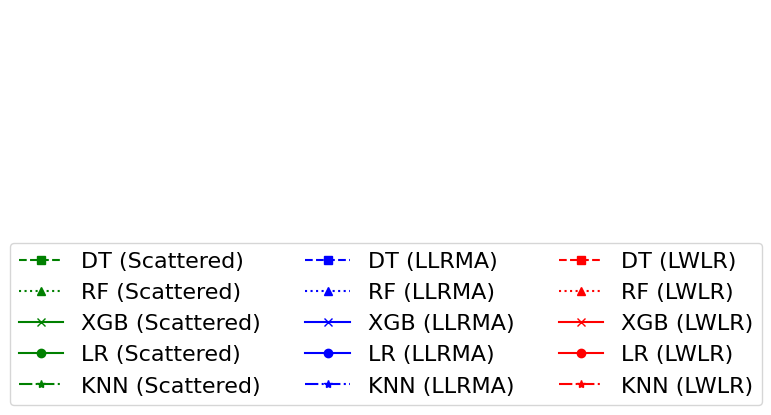 DT (Scattered) DT (LLRMA) DT (LWLR)
RF (Scattered) RF (LLRMA) RF (LWLR)
XGB (Scattered) XGB (LLRMA) XGB (LWLR)
LR (Scattered) LR (LLRMA) LR (LWLR)
KNN (Scattered) KNN (LLRMA) KNN (LWLR)